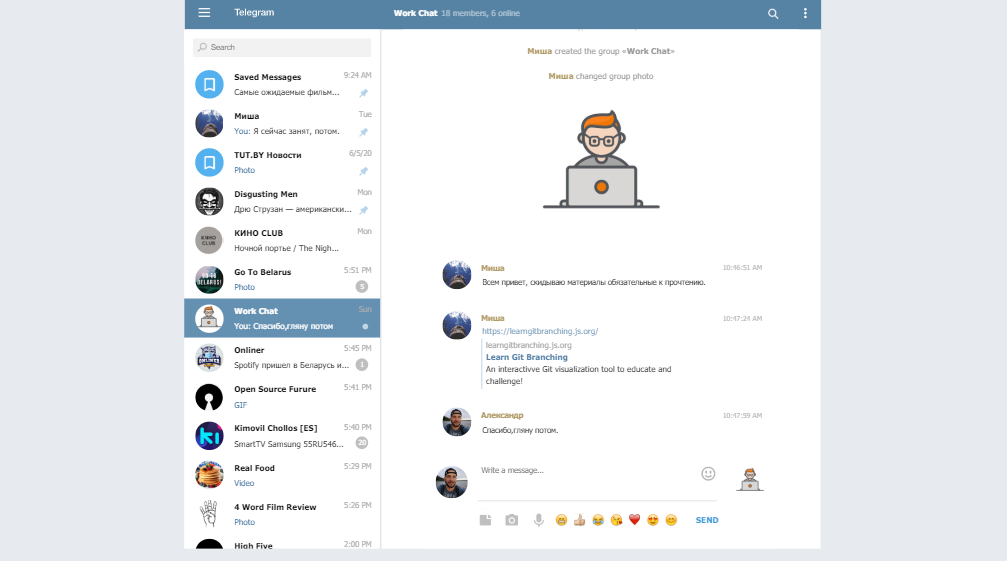 Telegram
Work Chat 18 members, 6 online
Search
Saved Messages 9:24 AM
Самые ожидаемые фильм...
Миша Tue
You: Я сейчас занят, потом.
TUT.BY Новости 6/5/20
Photo
Disgusting Men Mon
Дрю Струзан — американски...
КИНО CLUB
КИНО CLUB Mon
Ночной портье / The Nigh...
GO TO
BELARUS!
Go To Belarus 5:51 PM
Photo 5
Work Chat Sun
You: Спасибо,гляну потом
ONLINER
Onliner 5:45 PM
Spotify пришел в Беларусь и... 1
Open Source Furure 5:41 PM
GIF
ki
Kimovil Chollos [ES] 5:40 PM
SmartTV Samsung 55RU546... 20
Real Food 5:29 PM
Video
4 Word Film Review 5:26 PM
Photo
High Five 2:00 PM
Миша created the group «Work Chat»
Миша changed group photo
Миша 10:46:51 AM
Всем привет, скидываю материалы обязательные к прочтению.
Миша 10:47:24 AM
https://learngitbranching.js.org/
learngitbranching.js.org
Learn Git Branching
An interactivve Git visualization tool to educate and
challenge!
Александр 10:47:59 AM
Спасибо,гляну потом.
Write a message...
SEND